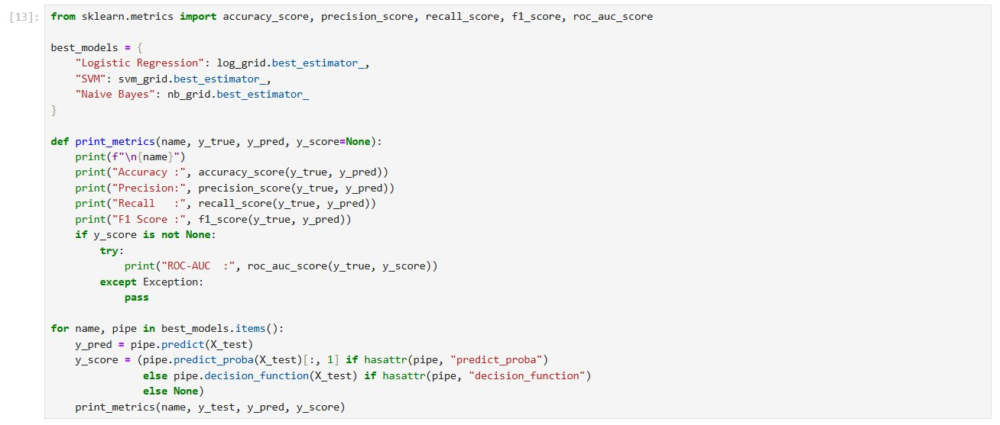 [13]: from sklearn.metrics import accuracy_score, precision_score, recall_score, f1_score, roc_auc_score

best_models = {
    "Logistic Regression": log_grid.best_estimator_,
    "SVM": svm_grid.best_estimator_,
    "Naive Bayes": nb_grid.best_estimator_
}

def print_metrics(name, y_true, y_pred, y_score=None):
    print(f"\n{name}")
    print("Accuracy :", accuracy_score(y_true, y_pred))
    print("Precision:", precision_score(y_true, y_pred))
    print("Recall   :", recall_score(y_true, y_pred))
    print("F1 Score :", f1_score(y_true, y_pred))
    if y_score is not None:
        try:
            print("ROC-AUC  :", roc_auc_score(y_true, y_score))
        except Exception:
            pass

for name, pipe in best_models.items():
    y_pred = pipe.predict(X_test)
    y_score = (pipe.predict_proba(X_test)[:, 1] if hasattr(pipe, "predict_proba")
               else pipe.decision_function(X_test) if hasattr(pipe, "decision_function")
               else None)
    print_metrics(name, y_test, y_pred, y_score)